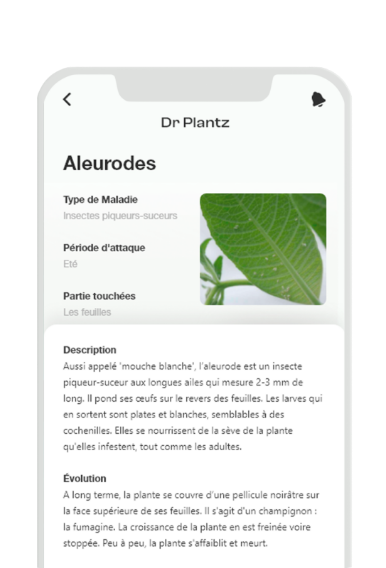 Dr Plantz
Aleurodes
Type de Maladie
Insectes piqueurs-suceurs
Période d'attaque
Eté
Partie touchées
Les feuilles
Description
Aussi appelé 'mouche blanche', l'aleurode est un insecte
piqueur-suceur aux longues ailes qui mesure 2-3 mm de
long. Il pond ses œufs sur le revers des feuilles. Les larves qui
en sortent sont plates et blanches, semblables à des
cochenilles. Elles se nourrissent de la sève de la plante
qu'elles infestent, tout comme les adultes.
Évolution
A long terme, la plante se couvre d'une pellicule noirâtre sur
la face supérieure de ses feuilles. Il s'agit d'un champignon :
la fumagine. La croissance de la plante en est freinée voire
stoppée. Peu à peu, la plante s'affaiblit et meurt.